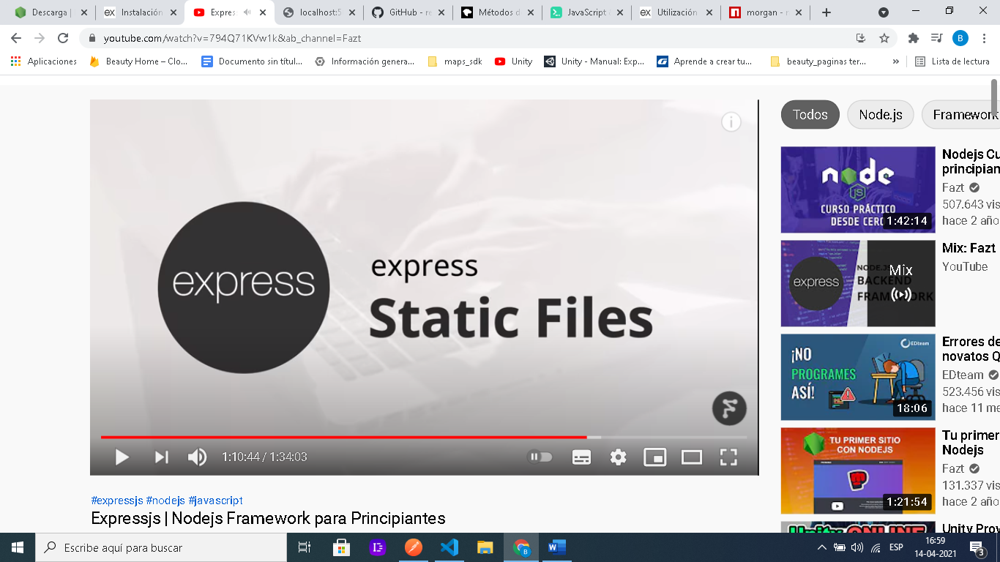 Descarga
Instalación
Expres
localhost:5
GitHub - re
Métodos d
JavaScript
Utilización
morgan - n
youtube.com/watch?v=794Q71KVw1k&ab_channel=Fazt
B
Aplicaciones
Beauty Home – Clo...
Documento sin títul...
Información genera...
maps_sdk
Unity
Unity - Manual: Exp...
Aprende a crear tu...
beauty_paginas ter...
»
Lista de lectura
express
express
Static Files
1:10:44 / 1:34:03
#expressjs #nodejs #javascript
Expressjs | Nodejs Framework para Principiantes
Todos
Node.js
Framework
node
JS
CURSO PRÁCTICO
DESDE CERO
1:42:14
Nodejs Cu
principian
Fazt
507.643 vis
hace 2 año
express
NODE.JS
BACKEND
FRAMEWORK
Mix
Mix: Fazt
YouTube
EDteam
¡NO
PROGRAMES
ASÍ!
18:06
Errores de
novatos Q
EDteam
523.456 vis
hace 11 me
TU PRIMER SITIO
CON NODEJS
1:21:54
Tu primer
Nodejs
Fazt
131.337 vis
hace 2 año
Unity ONLINE
Unity Prov
Escribe aquí para buscar
ESP
16:59
14-04-2021
3